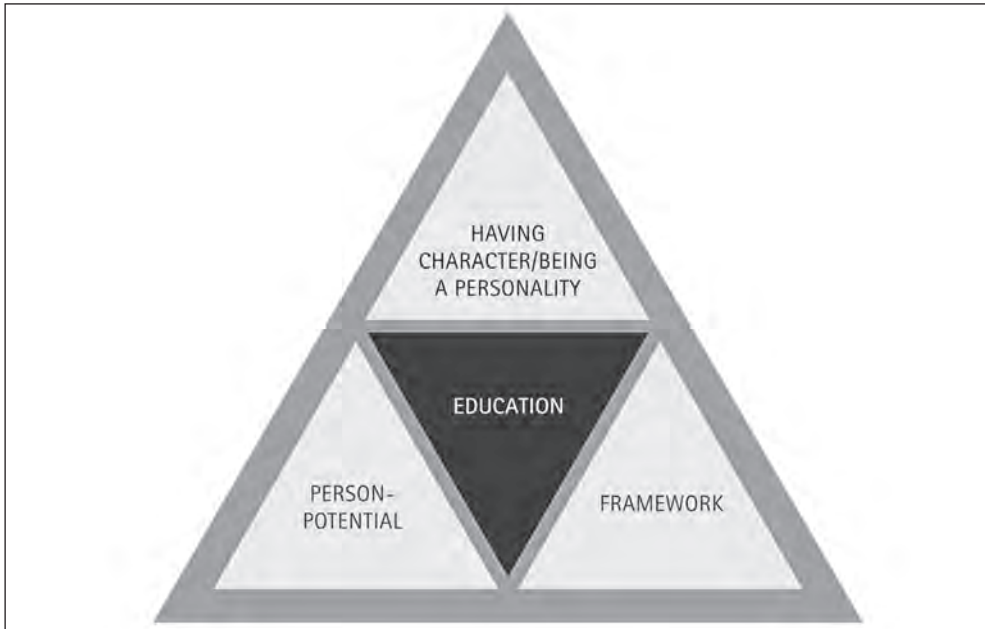 HAVING
CHARACTER/BEING
A PERSONALITY
EDUCATION
PERSON-
POTENTIAL
FRAMEWORK